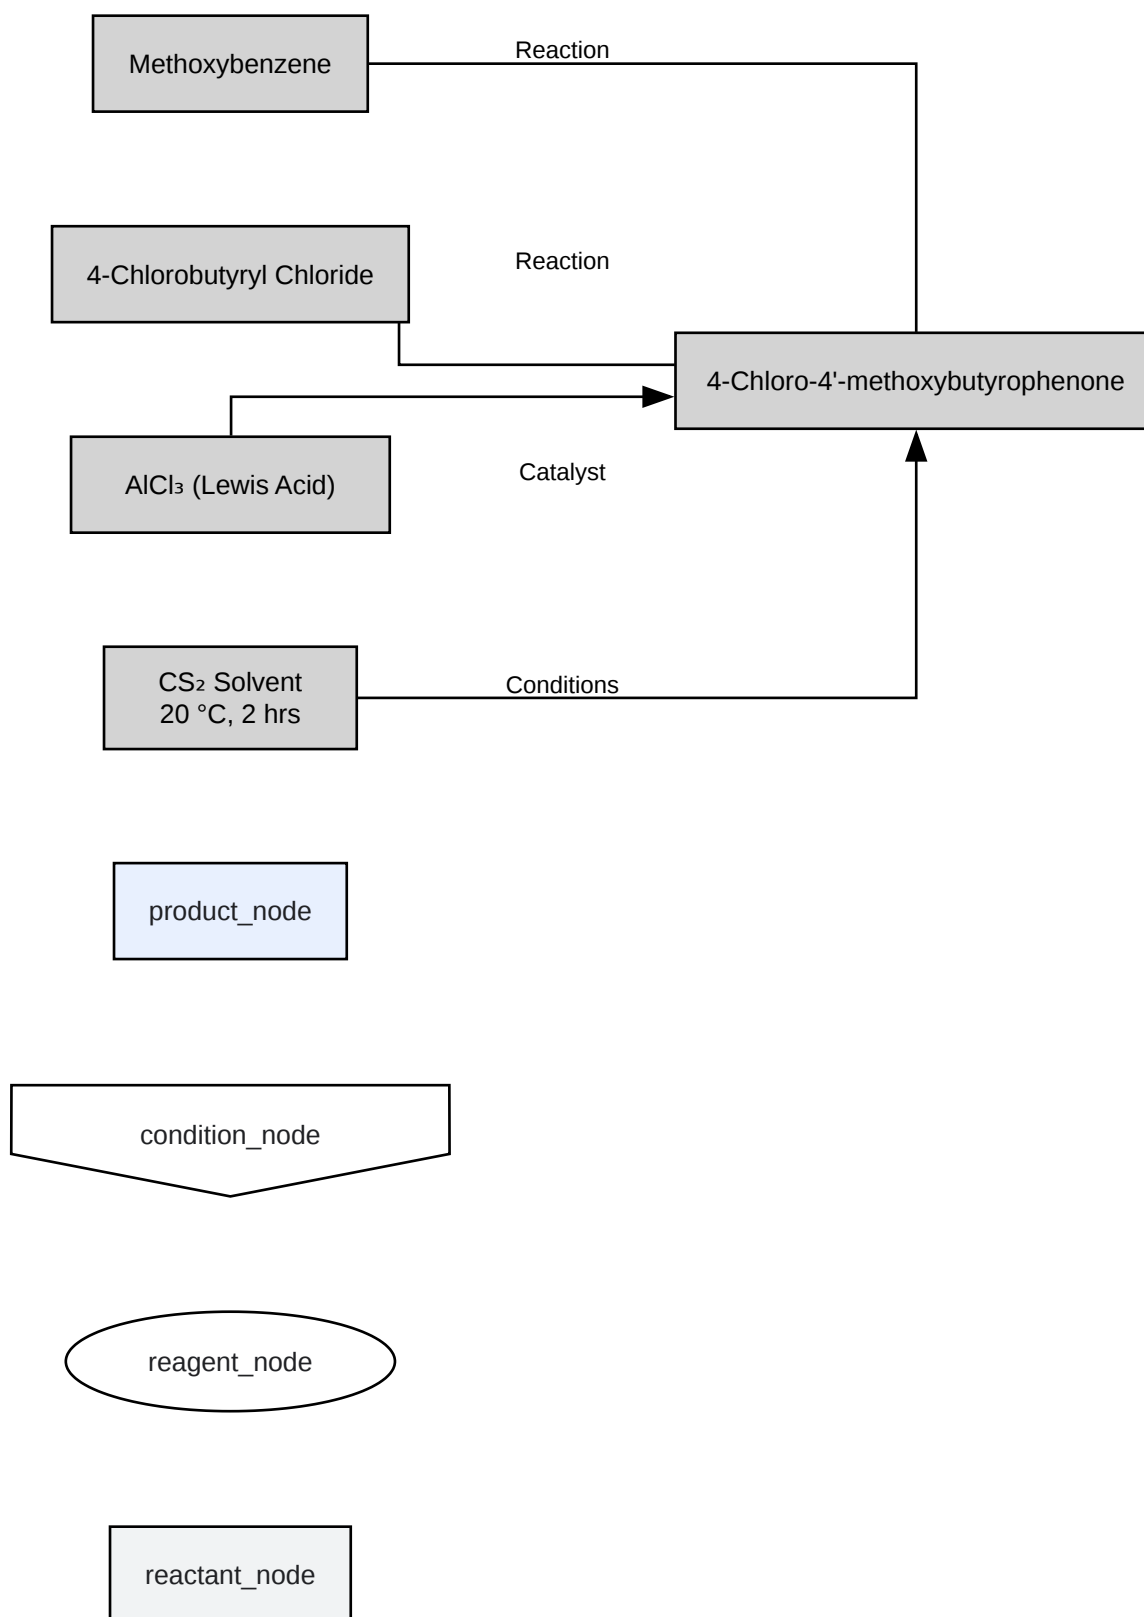 Methoxybenzene
Reaction
4-Chlorobutyryl Chloride
Reaction
4-Chloro-4'-methoxybutyrophenone
AlCl₃ (Lewis Acid)
Catalyst
CS₂ Solvent
20 °C, 2 hrs
Conditions
product_node
condition_node
reagent_node
reactant_node